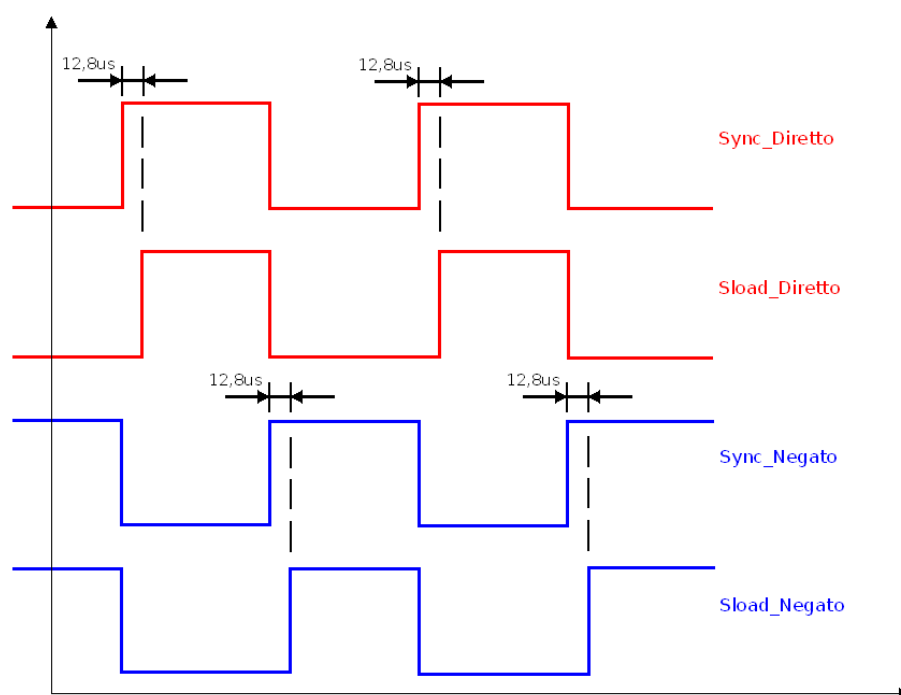 12,8us
12,8us
Sync_Diretto
Sload_Diretto
12,8us
12,8us
Sync_Negato
Sload_Negato